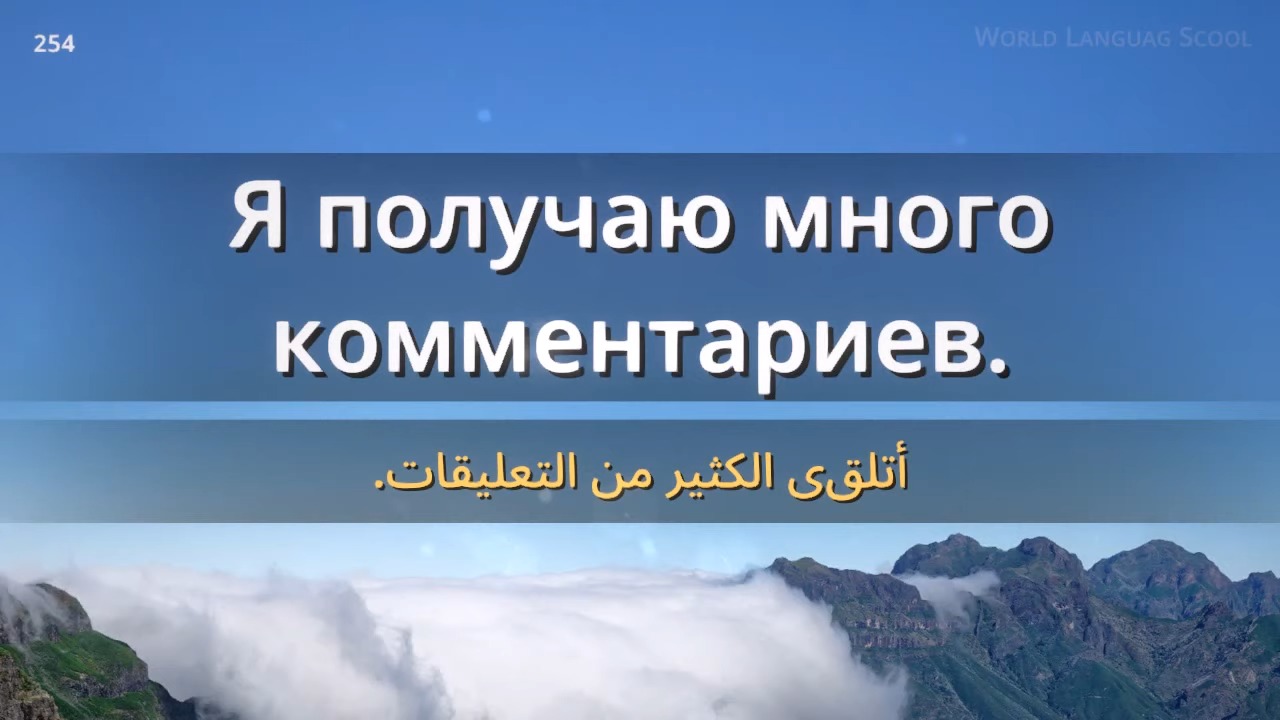 254
World Languag Scool
Я получаю много
комментариев.
أتلقى الكثير من التعليقات.